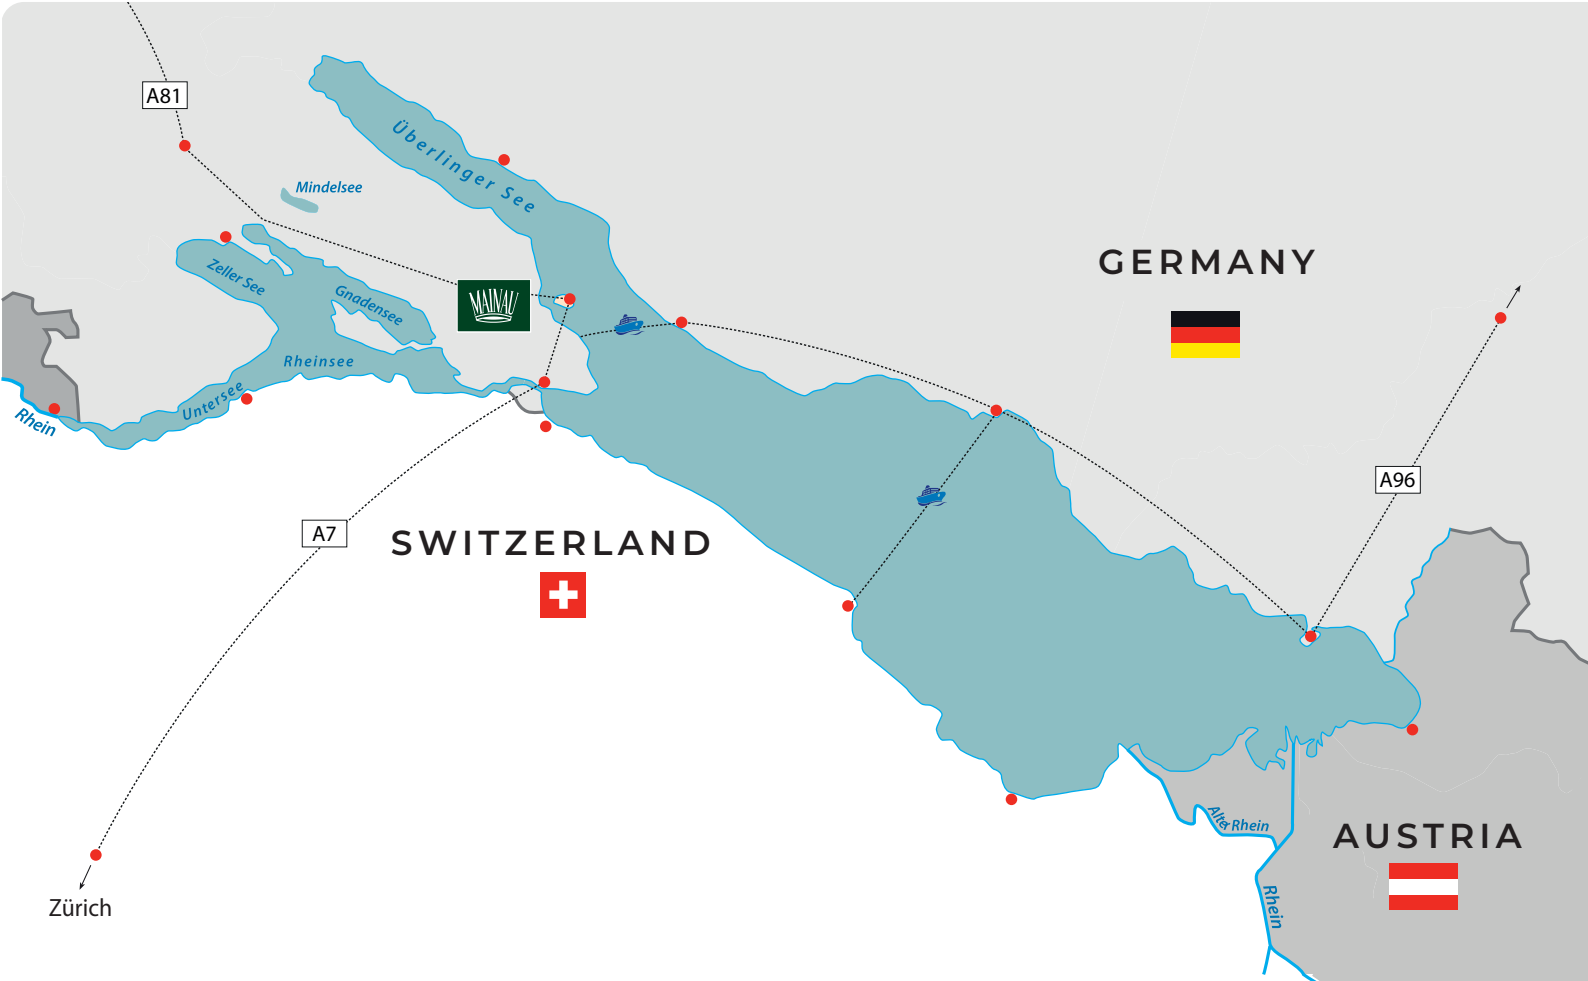 A81
Überlinger See
Mindelsee
Zeller See
Gnadensee
MAINAU
GERMANY
Rheinsee
Untersee
Rhein
A96
A7
SWITZERLAND
Alter Rhein
AUSTRIA
Rhein
Zürich